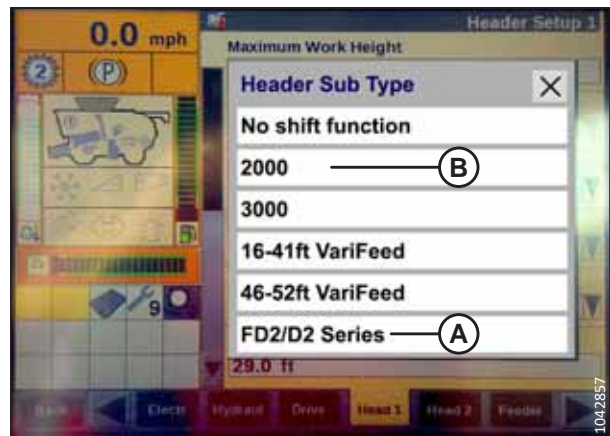 0.0 mph
Header Setup 1
Maximum Work Height
2
(P)
Header Sub Type
No shift function
2000
B
3000
16-41ft VariFeed
46-52ft VariFeed
FD2/D2 Series
A
9
29.0 ft
Back
Electr
Hydraul
Drive
Head 1
Head 2
Feeder
1042857